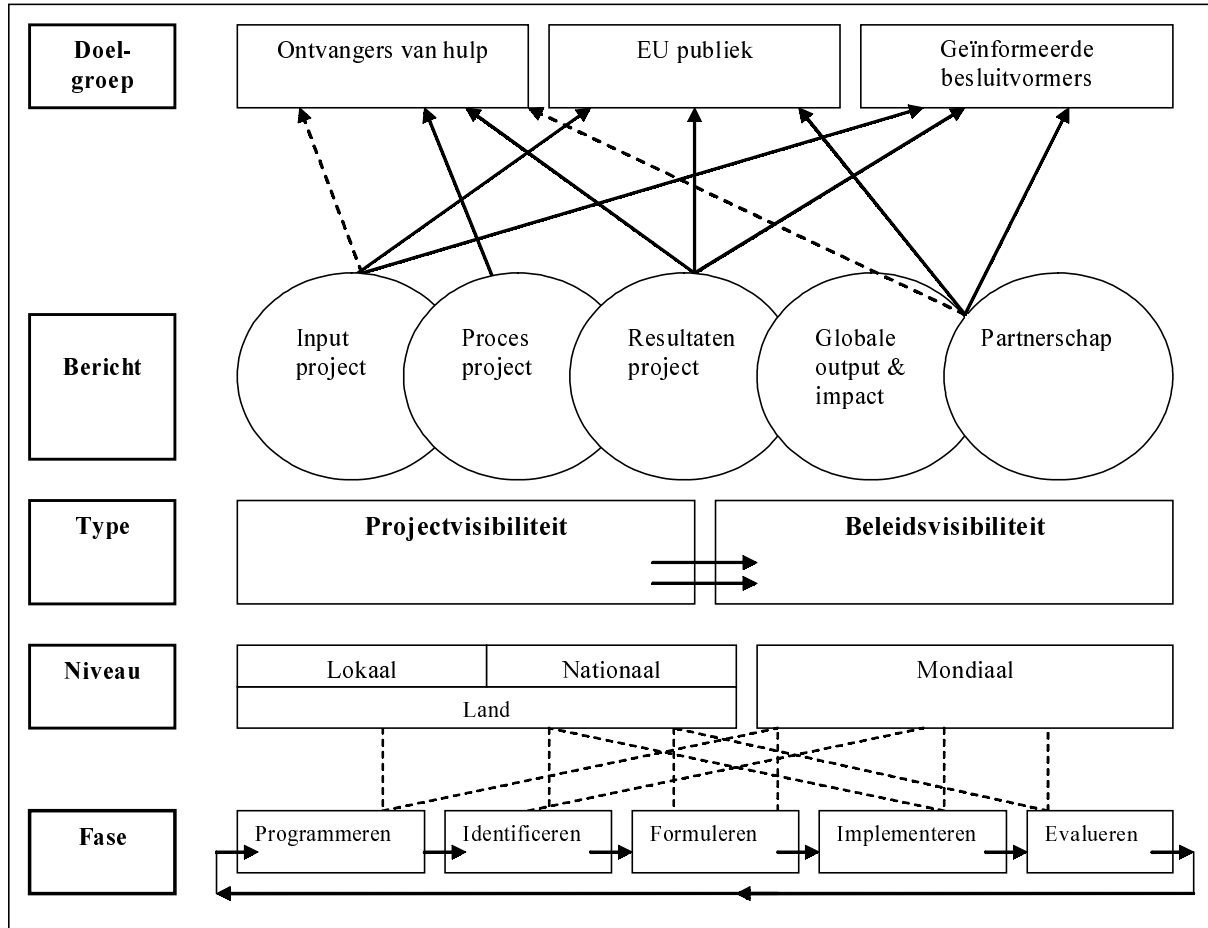 Doel-
groep
Ontvangers van hulp
EU publiek
Geïnformeerde
besluitvormers
Bericht
Input
project
Proces
project
Resultaten
project
Globale
output &
impact
Partnerschap
Type
Projectvisibiliteit
Beleidsvisibiliteit
Niveau
Lokaal
Nationaal
Land
Mondiaal
Fase
Programmeren
Identificeren
Formuleren
Implementeren
Evalueren